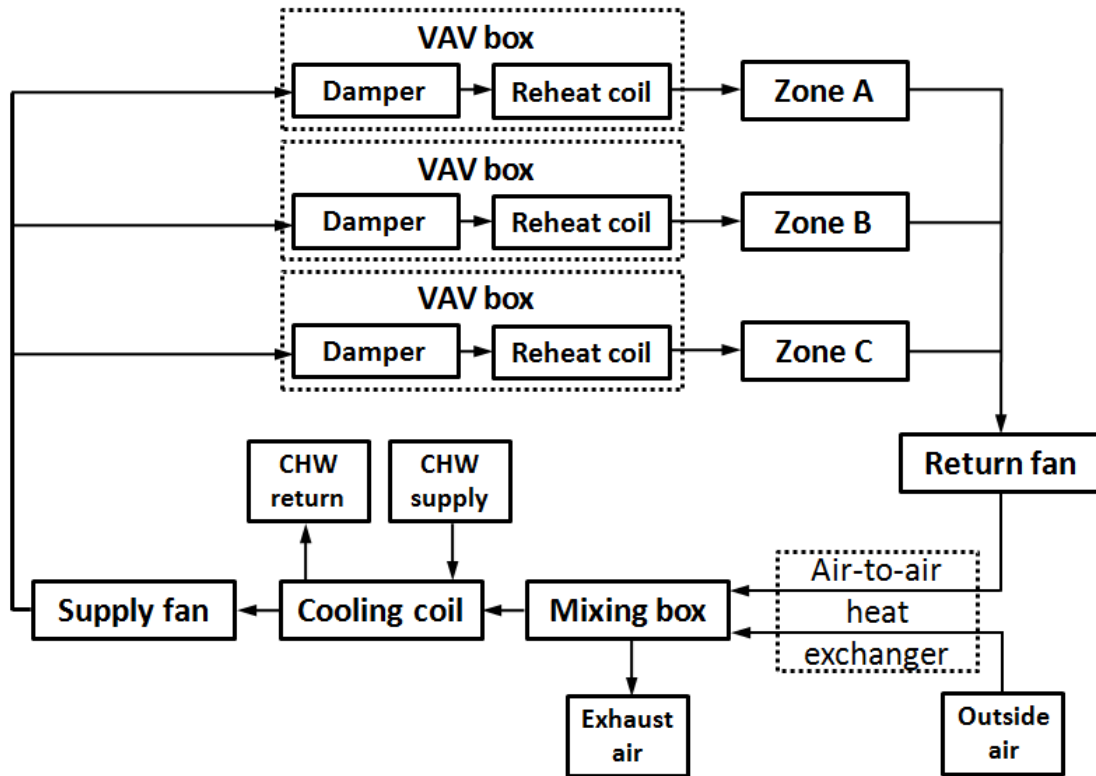 VAV box
Damper
Reheat coil
Zone A
VAV box
Damper
Reheat coil
Zone B
VAV box
Damper
Reheat coil
Zone C
Return fan
CHW
return
CHW
supply
Air-to-air
heat
exchanger
Supply fan
Cooling coil
Mixing box
Exhaust
air
Outside
air